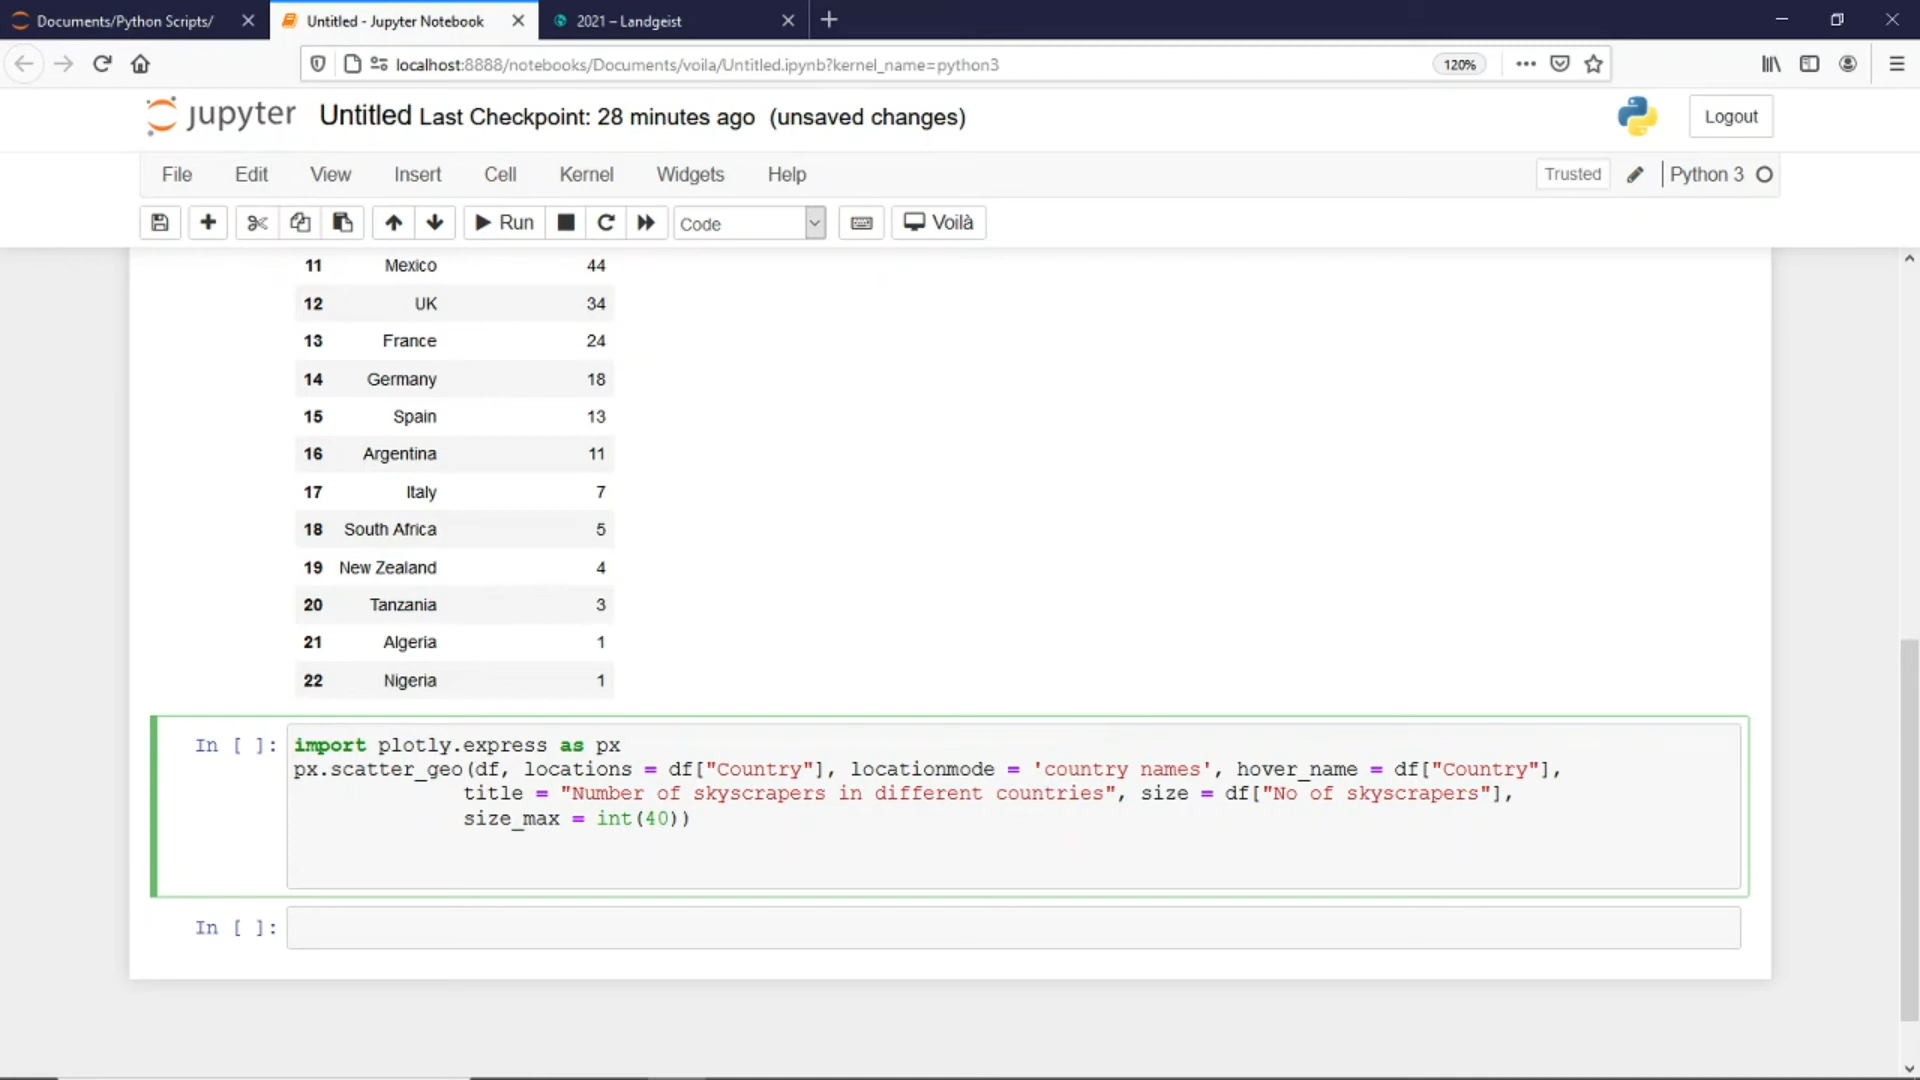 Documents/Python Scripts/
Untitled - Jupyter Notebook
2021 – Landgeist
localhost:8888/notebooks/Documents/voila/Untitled.ipynb?kernel_name=python3
120%
jupyter Untitled Last Checkpoint: 28 minutes ago (unsaved changes)
Logout
File Edit View Insert Cell Kernel Widgets Help
Trusted
Python 3
Run
Code
Voilà
11 Mexico 44
12 UK 34
13 France 24
14 Germany 18
15 Spain 13
16 Argentina 11
17 Italy 7
18 South Africa 5
19 New Zealand 4
20 Tanzania 3
21 Algeria 1
22 Nigeria 1
In [ ]: import plotly.express as px
px.scatter_geo(df, locations = df["Country"], locationmode = 'country names', hover_name = df["Country"],
title = "Number of skyscrapers in different countries", size = df["No of skyscrapers"],
size_max = int(40))
In [ ]: